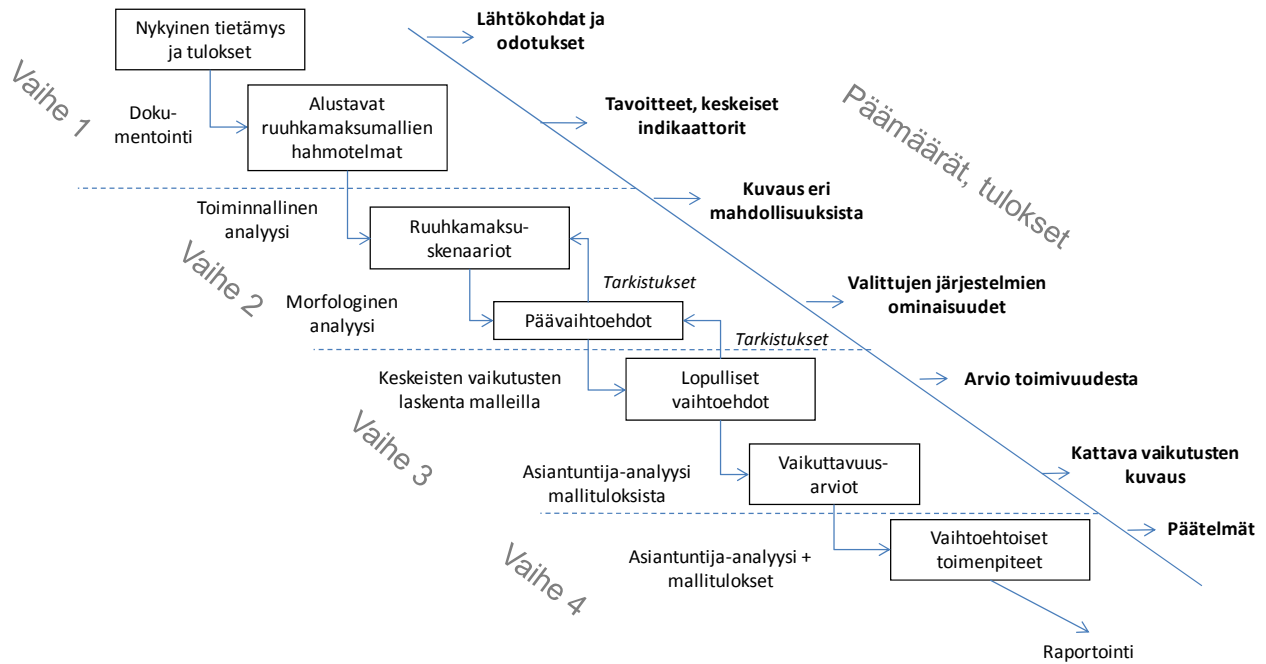 Nykyinen tietämys
ja tulokset
Lähtökohdat ja
odotukset
Vaihe 1
Doku-
mentointi
Alustavat
ruuhkamaksumallien
hahmotelmat
Tavoitteet, keskeiset
indikaattorit
Päämäärät, tulokset
Toiminnallinen
analyysi
Ruuhkamaksu-
skenaariot
Kuvaus eri
mahdollisuuksista
Vaihe 2
Morfologinen
analyysi
Tarkistukset
Päävaihtoehdot
Valittujen järjestelmien
ominaisuudet
Tarkistukset
Keskeisten vaikutusten
laskenta malleilla
Lopulliset
vaihtoehdot
Arvio toimivuudesta
Vaihe 3
Asiantuntija-analyysi
mallituloksista
Vaikuttavuus-
arviot
Kattava vaikutusten
kuvaus
Päätelmät
Vaihe 4
Asiantuntija-analyysi +
mallitulokset
Vaihtoehtoiset
toimenpiteet
Raportointi